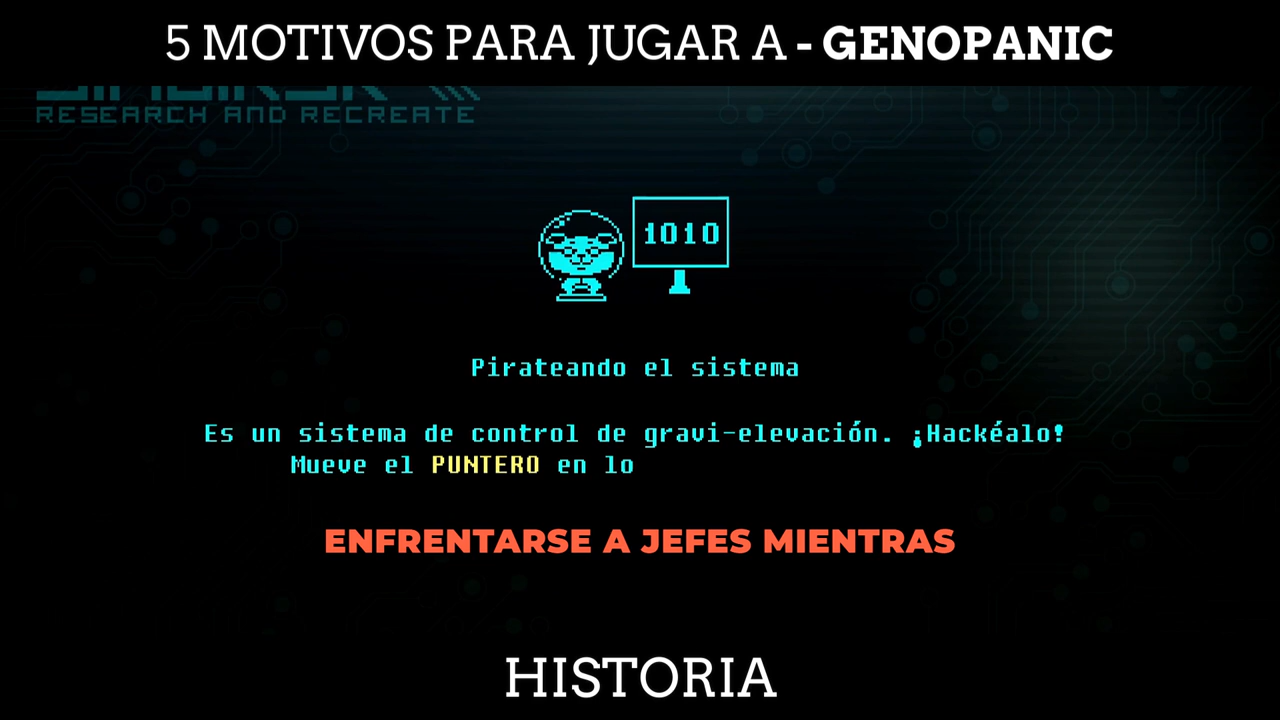 5 MOTIVOS PARA JUGAR A - GENOPANIC
RESEARCH AND RECREATE
1010
Pirateando el sistema
Es un sistema de control de gravi-elevación. ¡Hackéalo!
Mueve el PUNTERO en lo
ENFRENTARSE A JEFES MIENTRAS
HISTORIA